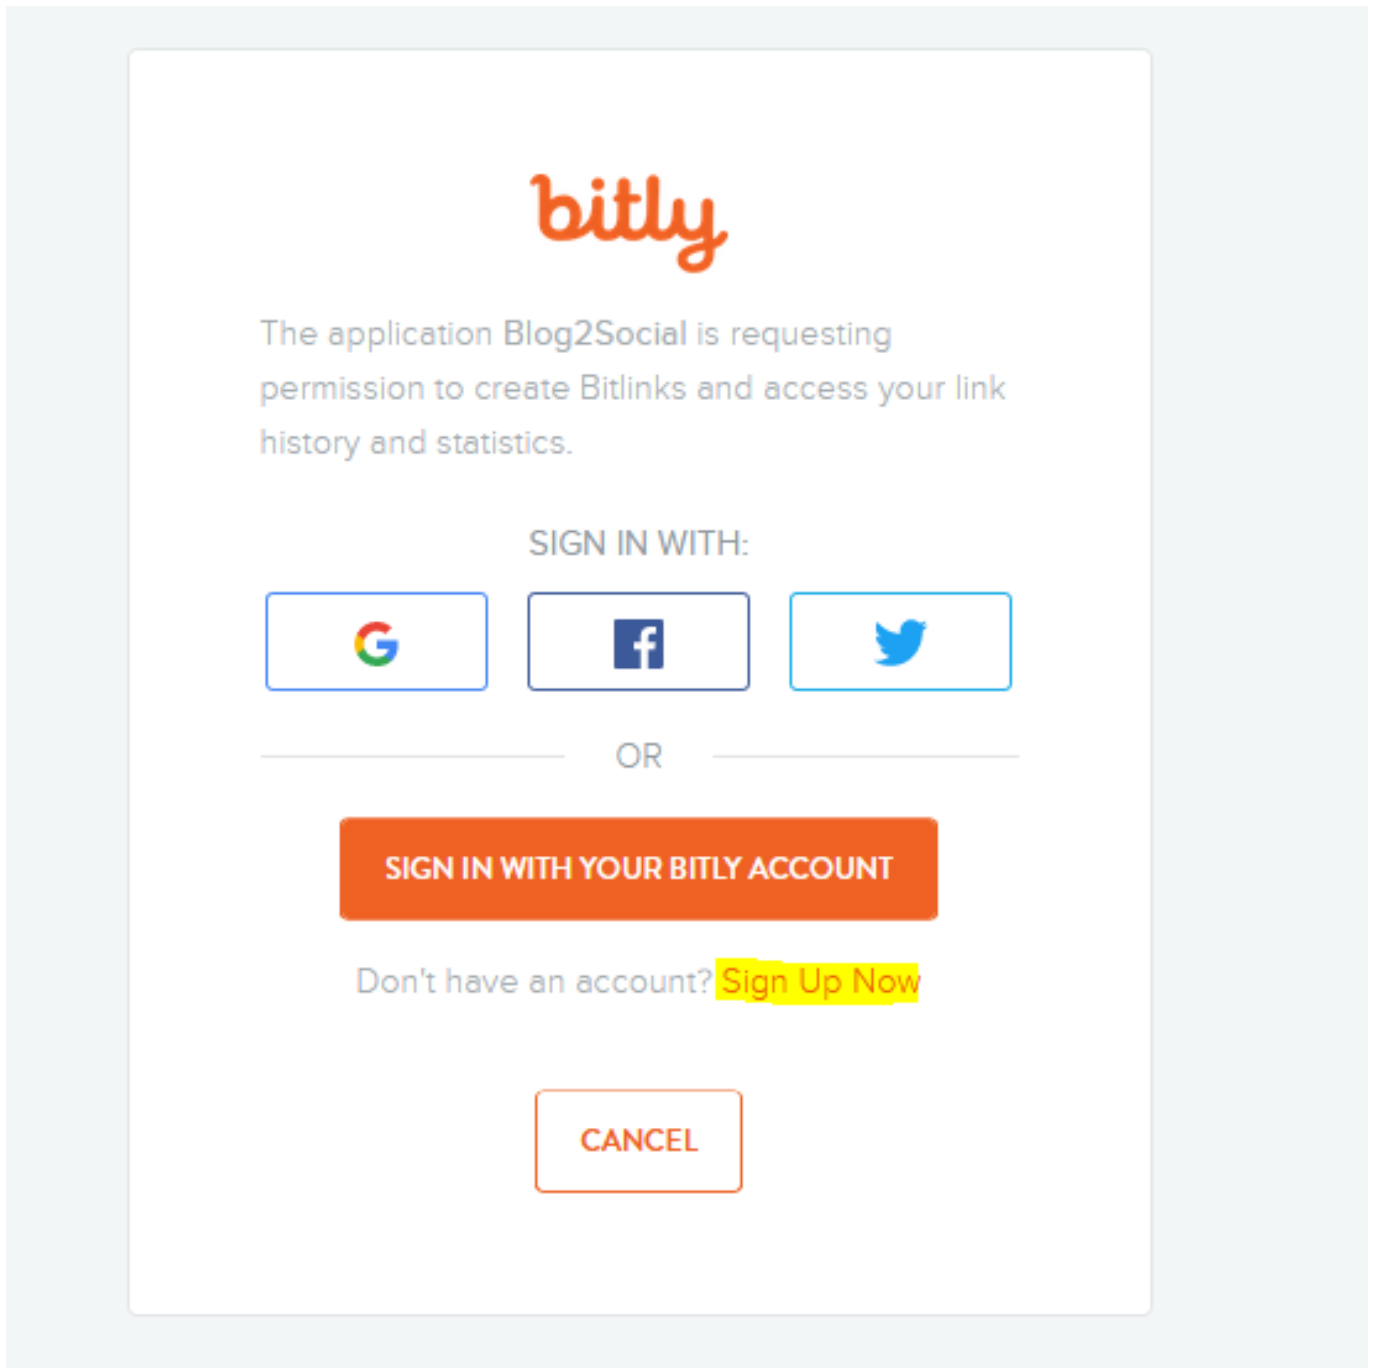 bitly
The application Blog2Social is requesting
permission to create Bitlinks and access your link
history and statistics.
SIGN IN WITH:
OR
SIGN IN WITH YOUR BITLY ACCOUNT
Don't have an account? Sign Up Now
CANCEL